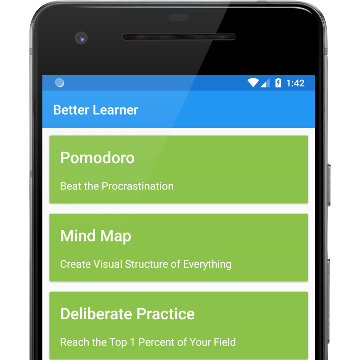 1:42
Better Learner
Pomodoro
Beat the Procrastination
Mind Map
Create Visual Structure of Everything
Deliberate Practice
Reach the Top 1 Percent of Your Field